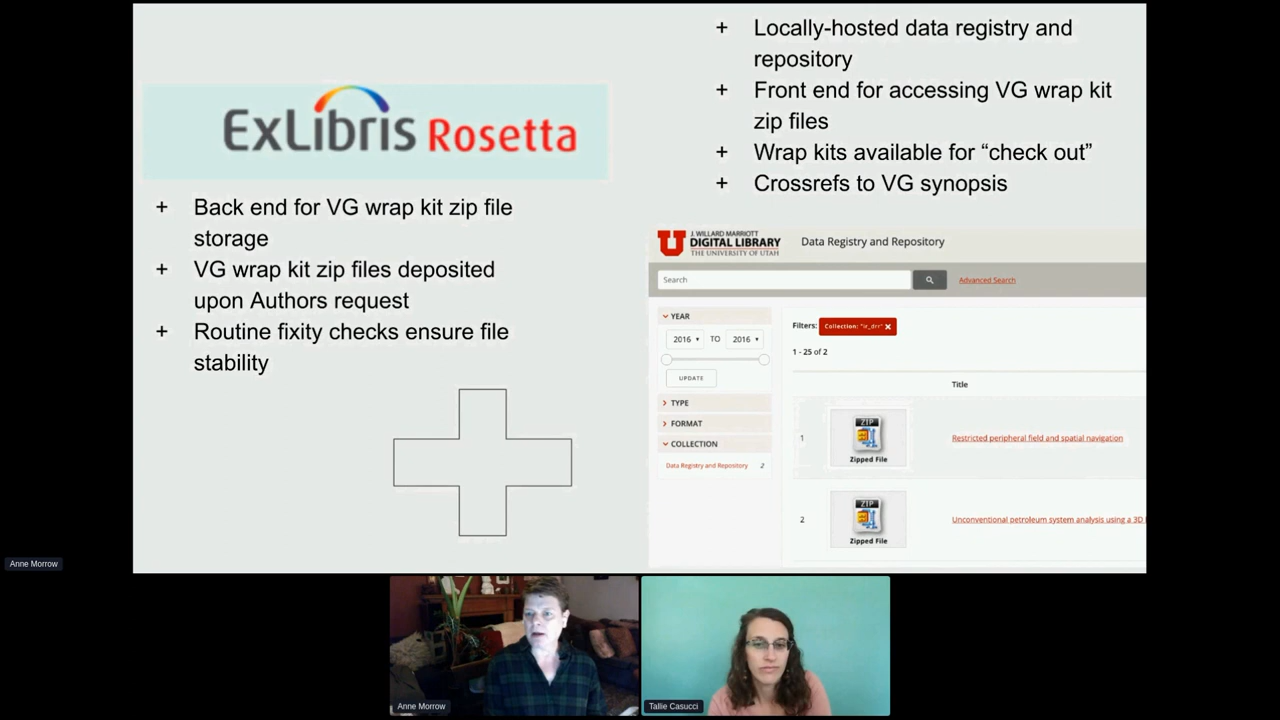 ExLibris Rosetta
+ Back end for VG wrap kit zip file
storage
+ VG wrap kit zip files deposited
upon Authors request
+ Routine fixity checks ensure file
stability
+ Locally-hosted data registry and
repository
+ Front end for accessing VG wrap kit
zip files
+ Wrap kits available for “check out”
+ Crossrefs to VG synopsis
J. WILLARD MARRIOTT
DIGITAL LIBRARY
THE UNIVERSITY OF UTAH
Data Registry and Repository
Search
Advanced Search
YEAR
2016 TO 2016
UPDATE
TYPE
FORMAT
COLLECTION
Data Registry and Repository 2
Filters: Collection: "ir_drr" x
1 - 25 of 2
Title
1
ZIP
Zipped File
Restricted peripheral field and spatial navigation
2
ZIP
Zipped File
Unconventional petroleum system analysis using a 3D
Anne Morrow
Anne Morrow
Tallie Casucci